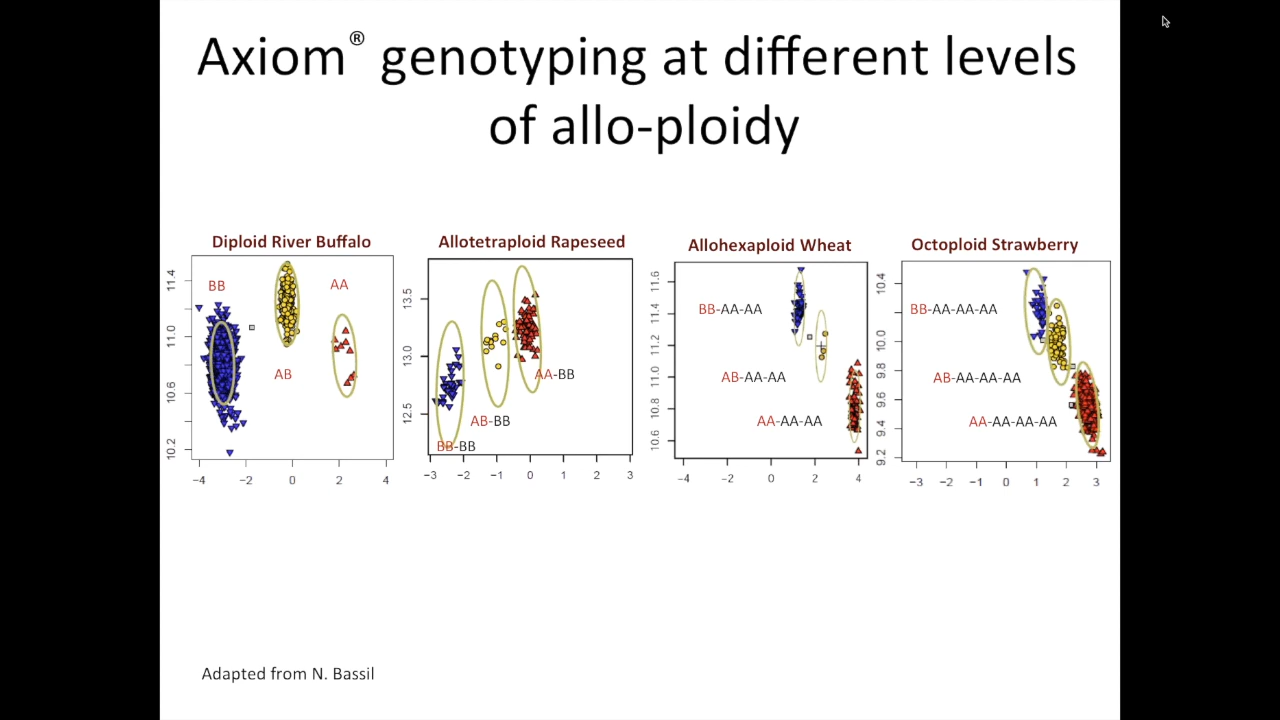 Axiom® genotyping at different levels
of allo-ploidy
Diploid River Buffalo
11.4
11.0
10.6
10.2
BB
AA
AB
-4 -2 0 2 4
Allotetraploid Rapeseed
13.5
13.0
12.5
AA-BB
AB-BB
BB-BB
-3 -2 -1 0 1 2 3
Allohexaploid Wheat
11.6
11.4
11.2
11.0
10.8
10.6
BB-AA-AA
AB-AA-AA
AA-AA-AA
-4 -2 0 2 4
Octoploid Strawberry
10.4
10.0
9.8
9.6
9.4
9.2
BB-AA-AA-AA
AB-AA-AA-AA
AA-AA-AA-AA
-3 -2 -1 0 1 2 3
Adapted from N. Bassil